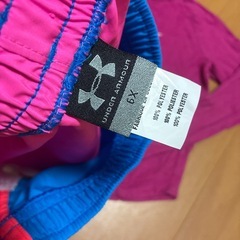 UNDER ARMOUR
6X
100% POLYESTER
100% POLIESTER
100% POLYESTER